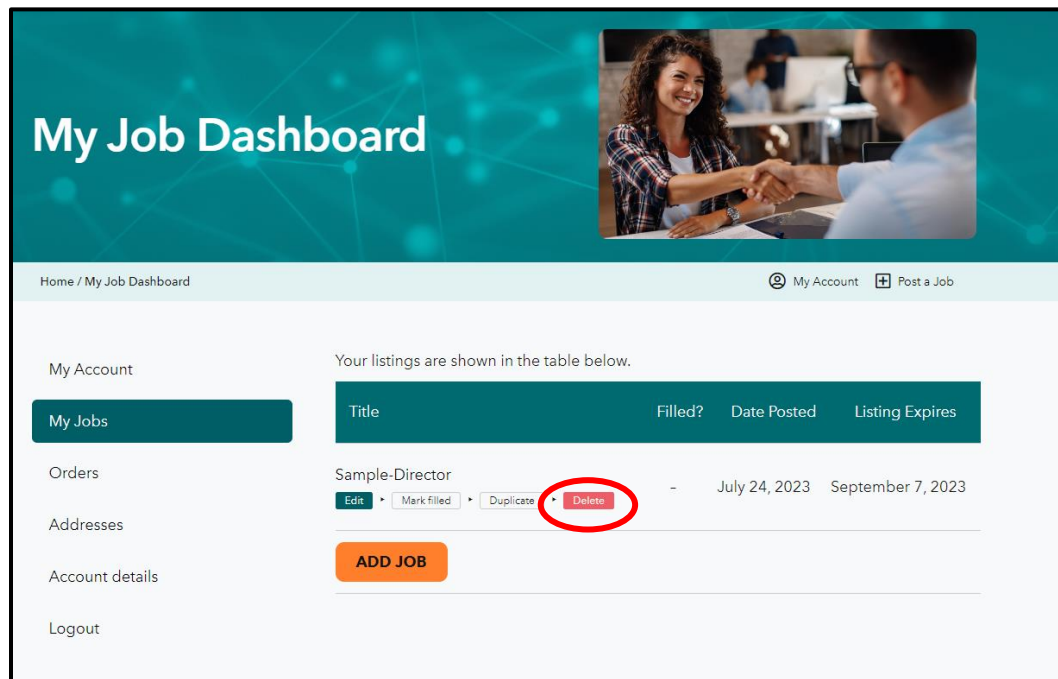 My Job Dashboard
Home / My Job Dashboard
My Account
Post a Job
My Account
My Jobs
Orders
Addresses
Account details
Logout
Your listings are shown in the table below.
Title Filled? Date Posted Listing Expires
Sample-Director
Edit Mark filled Duplicate Delete
– July 24, 2023 September 7, 2023
ADD JOB